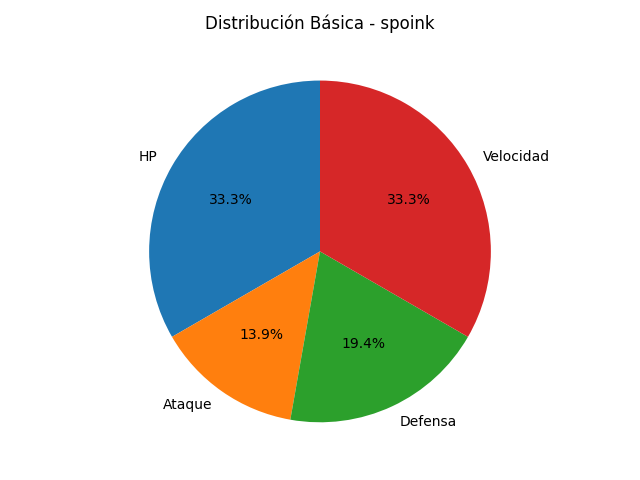 Distribución Básica - spoink
HP
Velocidad
33.3%
33.3%
13.9%
19.4%
Ataque
Defensa